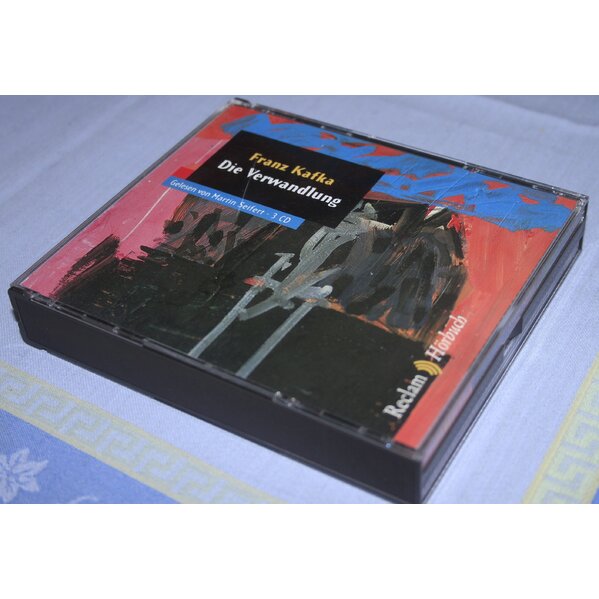 Franz Kafka
Die Verwandlung
Gelesen von Martin Seifert · 3 CD
Reclam Hörbuch